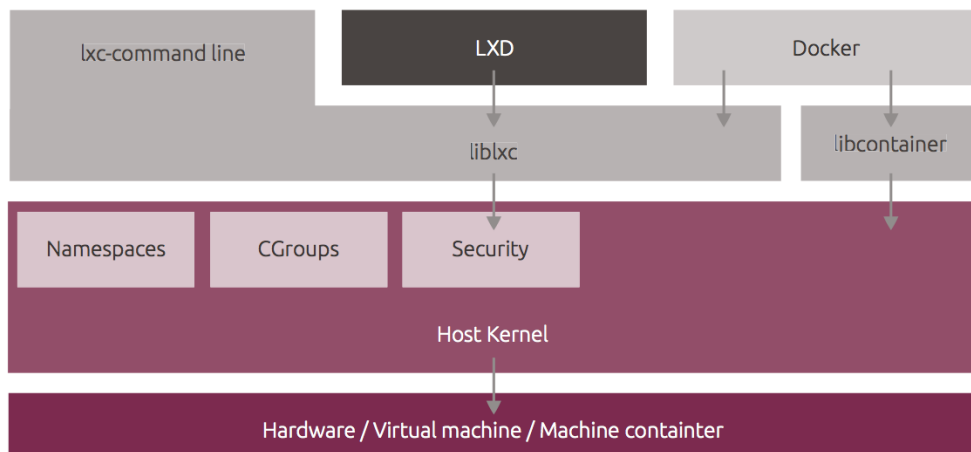 lxc-command line
LXD
Docker
liblxc
libcontainer
Namespaces
CGroups
Security
Host Kernel
Hardware / Virtual machine / Machine containter